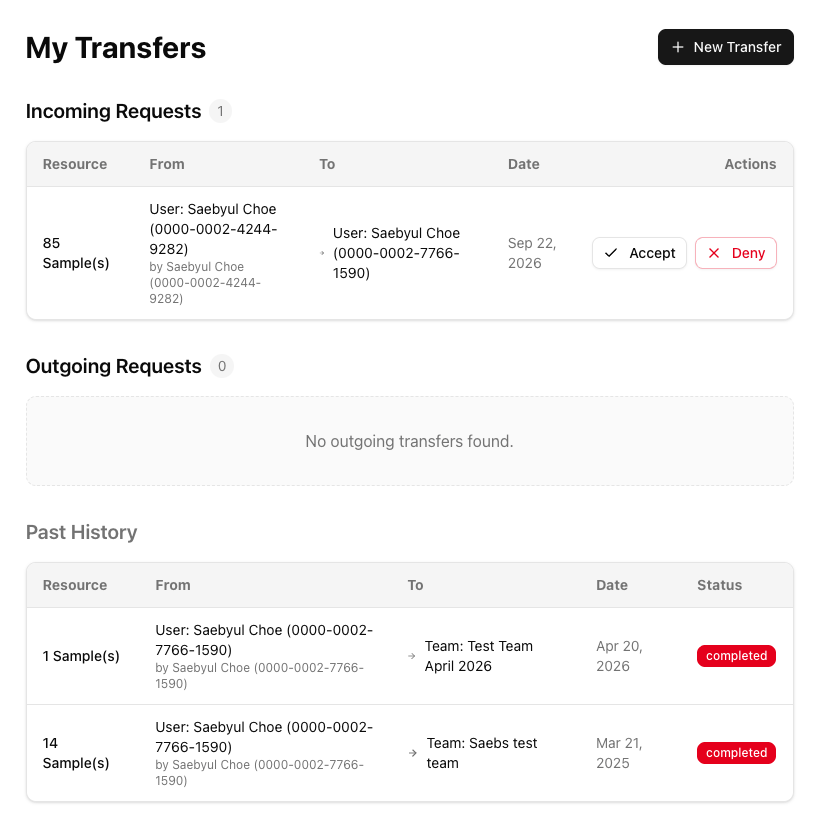 My Transfers
+ New Transfer
Incoming Requests 1
Resource From To Date Actions
85
Sample(s)
User: Saebyul Choe
(0000-0002-4244-
9282)
by Saebyul Choe
(0000-0002-4244-
9282)
→
User: Saebyul Choe
(0000-0002-7766-
1590)
Sep 22,
2026
Accept
Deny
Outgoing Requests 0
No outgoing transfers found.
Past History
Resource From To Date Status
1 Sample(s)
User: Saebyul Choe (0000-0002-
7766-1590)
by Saebyul Choe (0000-0002-7766-
1590)
→
Team: Test Team
April 2026
Apr 20,
2026
completed
14
Sample(s)
User: Saebyul Choe (0000-0002-
7766-1590)
by Saebyul Choe (0000-0002-7766-
1590)
→
Team: Saebs test
team
Mar 21,
2025
completed